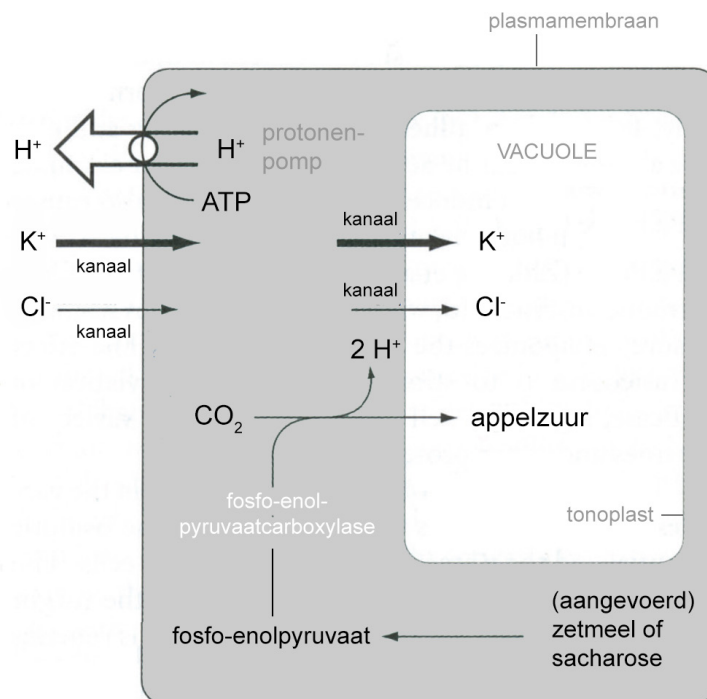 plasmamembraan
H⁺
H⁺
protonen-
pomp
ATP
VACUOLE
K⁺
kanaal
kanaal
K⁺
Cl⁻
kanaal
kanaal
Cl⁻
2 H⁺
CO₂
appelzuur
fosfo-enol-
pyruvaatcarboxylase
tonoplast
fosfo-enolpyruvaat
(aangevoerd)
zetmeel of
sacharose